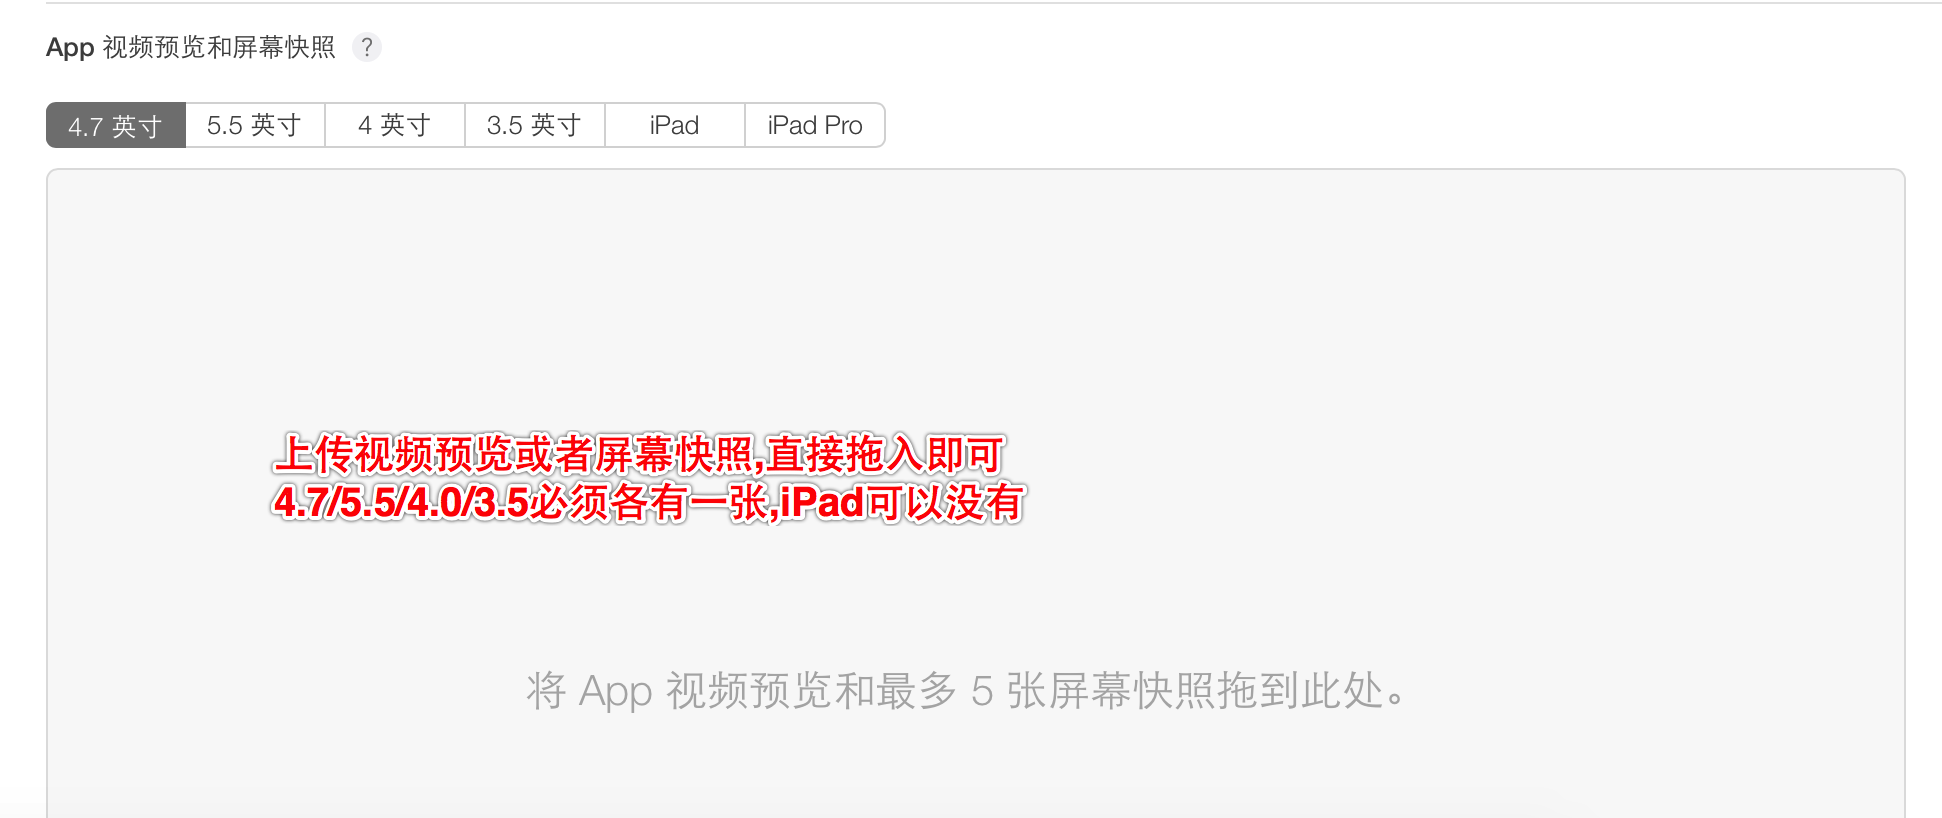 App 视频预览和屏幕快照 ?
4.7 英寸 5.5 英寸 4 英寸 3.5 英寸 iPad iPad Pro
上传视频预览或者屏幕快照,直接拖入即可
4.7/5.5/4.0/3.5必须各有一张,iPad可以没有
将 App 视频预览和最多 5 张屏幕快照拖到此处。